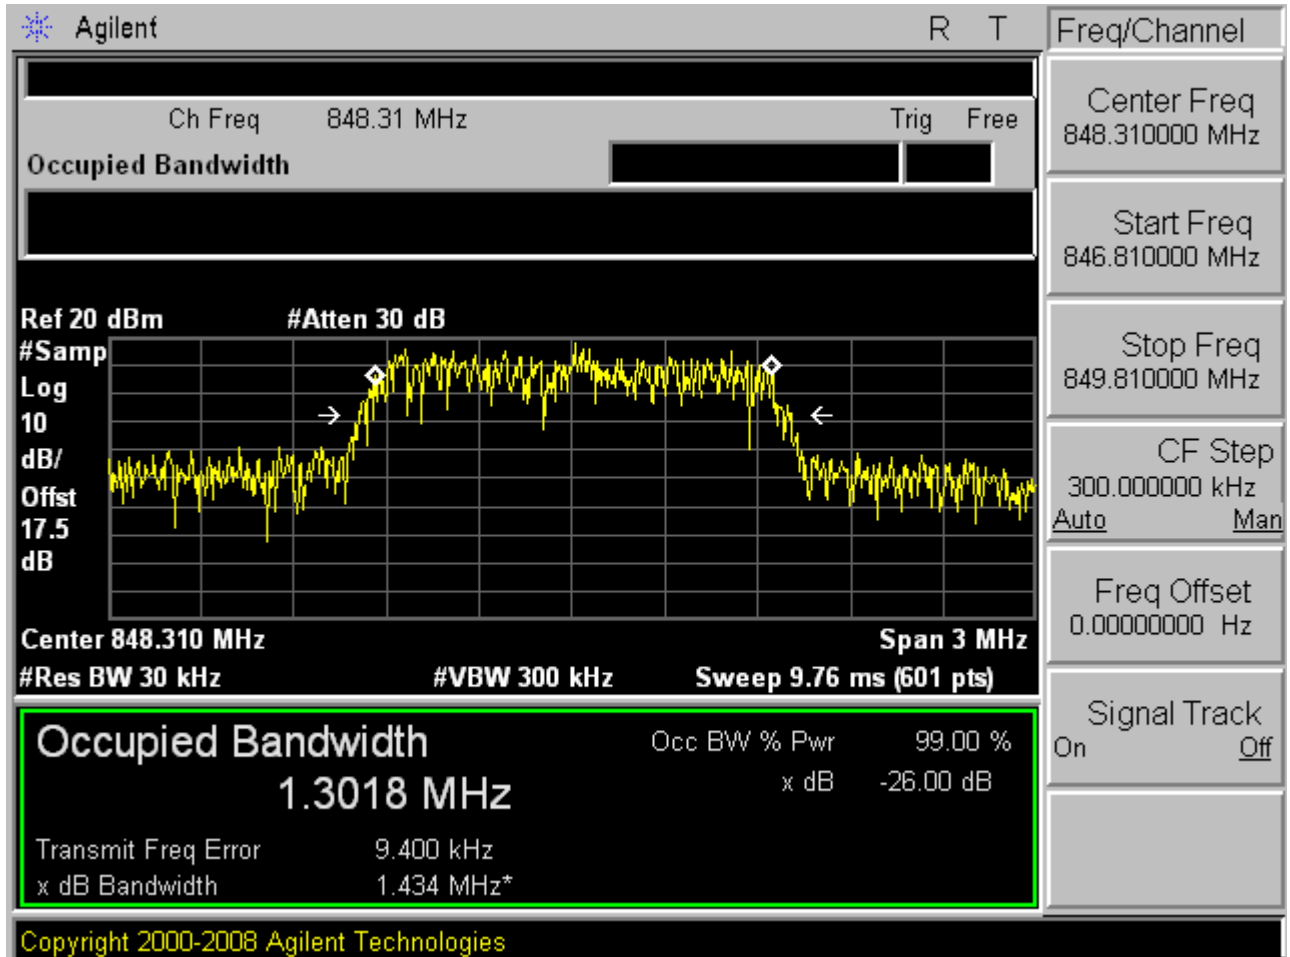 Agilent R T Freq/Channel
Ch Freq 848.31 MHz Trig Free
Occupied Bandwidth
Center Freq
848.310000 MHz
Start Freq
846.810000 MHz
Stop Freq
849.810000 MHz
CF Step
300.000000 kHz
Auto Man
Freq Offset
0.00000000 Hz
Signal Track
On Off
Ref 20 dBm #Atten 30 dB
#Samp
Log
10
dB/
Offst
17.5
dB
Center 848.310 MHz Span 3 MHz
#Res BW 30 kHz #VBW 300 kHz Sweep 9.76 ms (601 pts)
Occupied Bandwidth Occ BW % Pwr 99.00 %
1.3018 MHz x dB -26.00 dB
Transmit Freq Error 9.400 kHz
x dB Bandwidth 1.434 MHz*
Copyright 2000-2008 Agilent Technologies